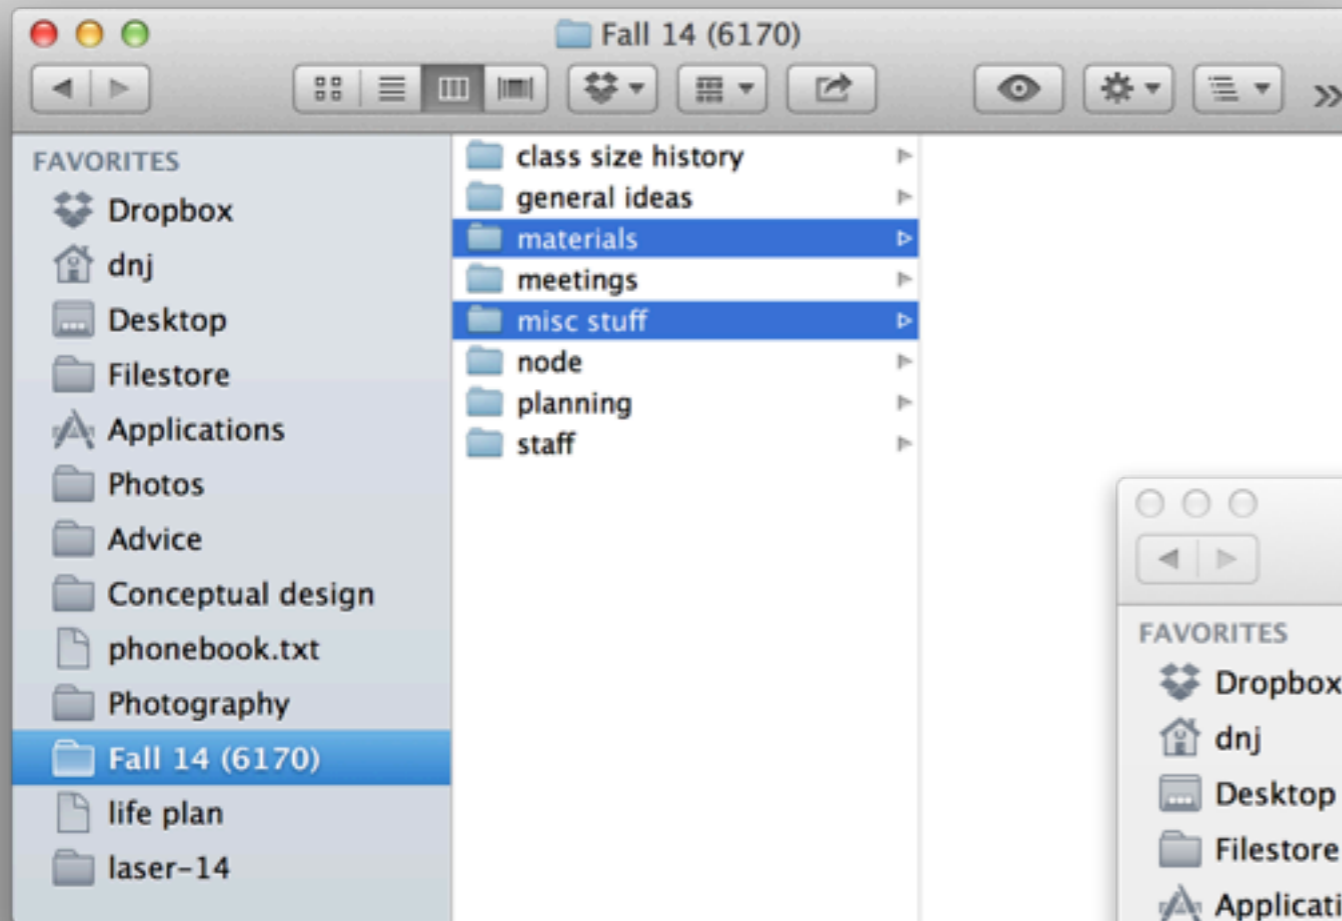 Fall 14 (6170)
FAVORITES
Dropbox
dnj
Desktop
Filestore
Applications
Photos
Advice
Conceptual design
phonebook.txt
Photography
Fall 14 (6170)
life plan
laser-14
class size history
general ideas
materials
meetings
misc stuff
node
planning
staff
FAVORITES
Dropbox
dnj
Desktop
Filestore
Applicati